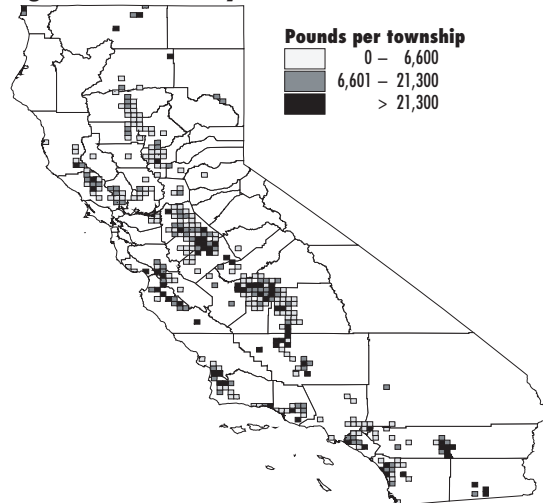 Pounds per township
0 – 6,600
6,601 – 21,300
> 21,300